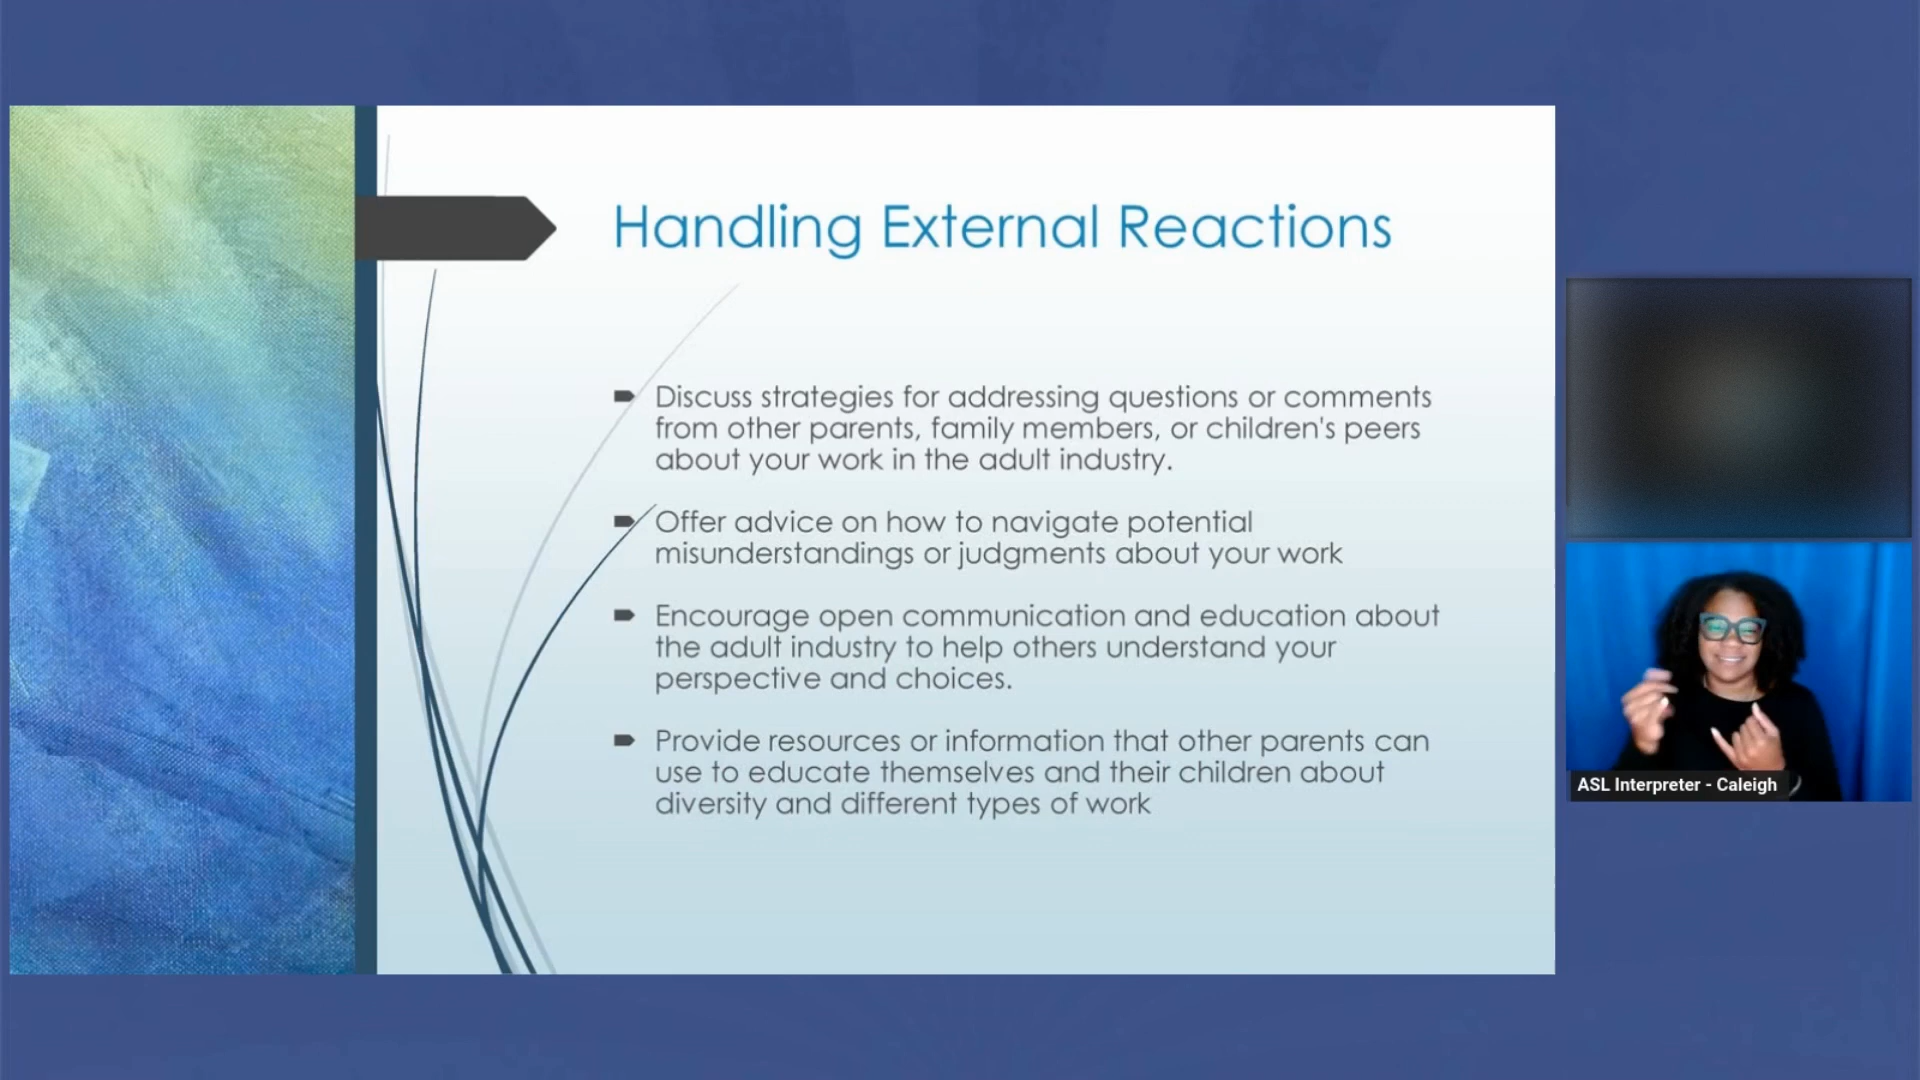 Handling External Reactions
Discuss strategies for addressing questions or comments
from other parents, family members, or children's peers
about your work in the adult industry.
Offer advice on how to navigate potential
misunderstandings or judgments about your work
Encourage open communication and education about
the adult industry to help others understand your
perspective and choices.
Provide resources or information that other parents can
use to educate themselves and their children about
diversity and different types of work
ASL Interpreter - Caleigh